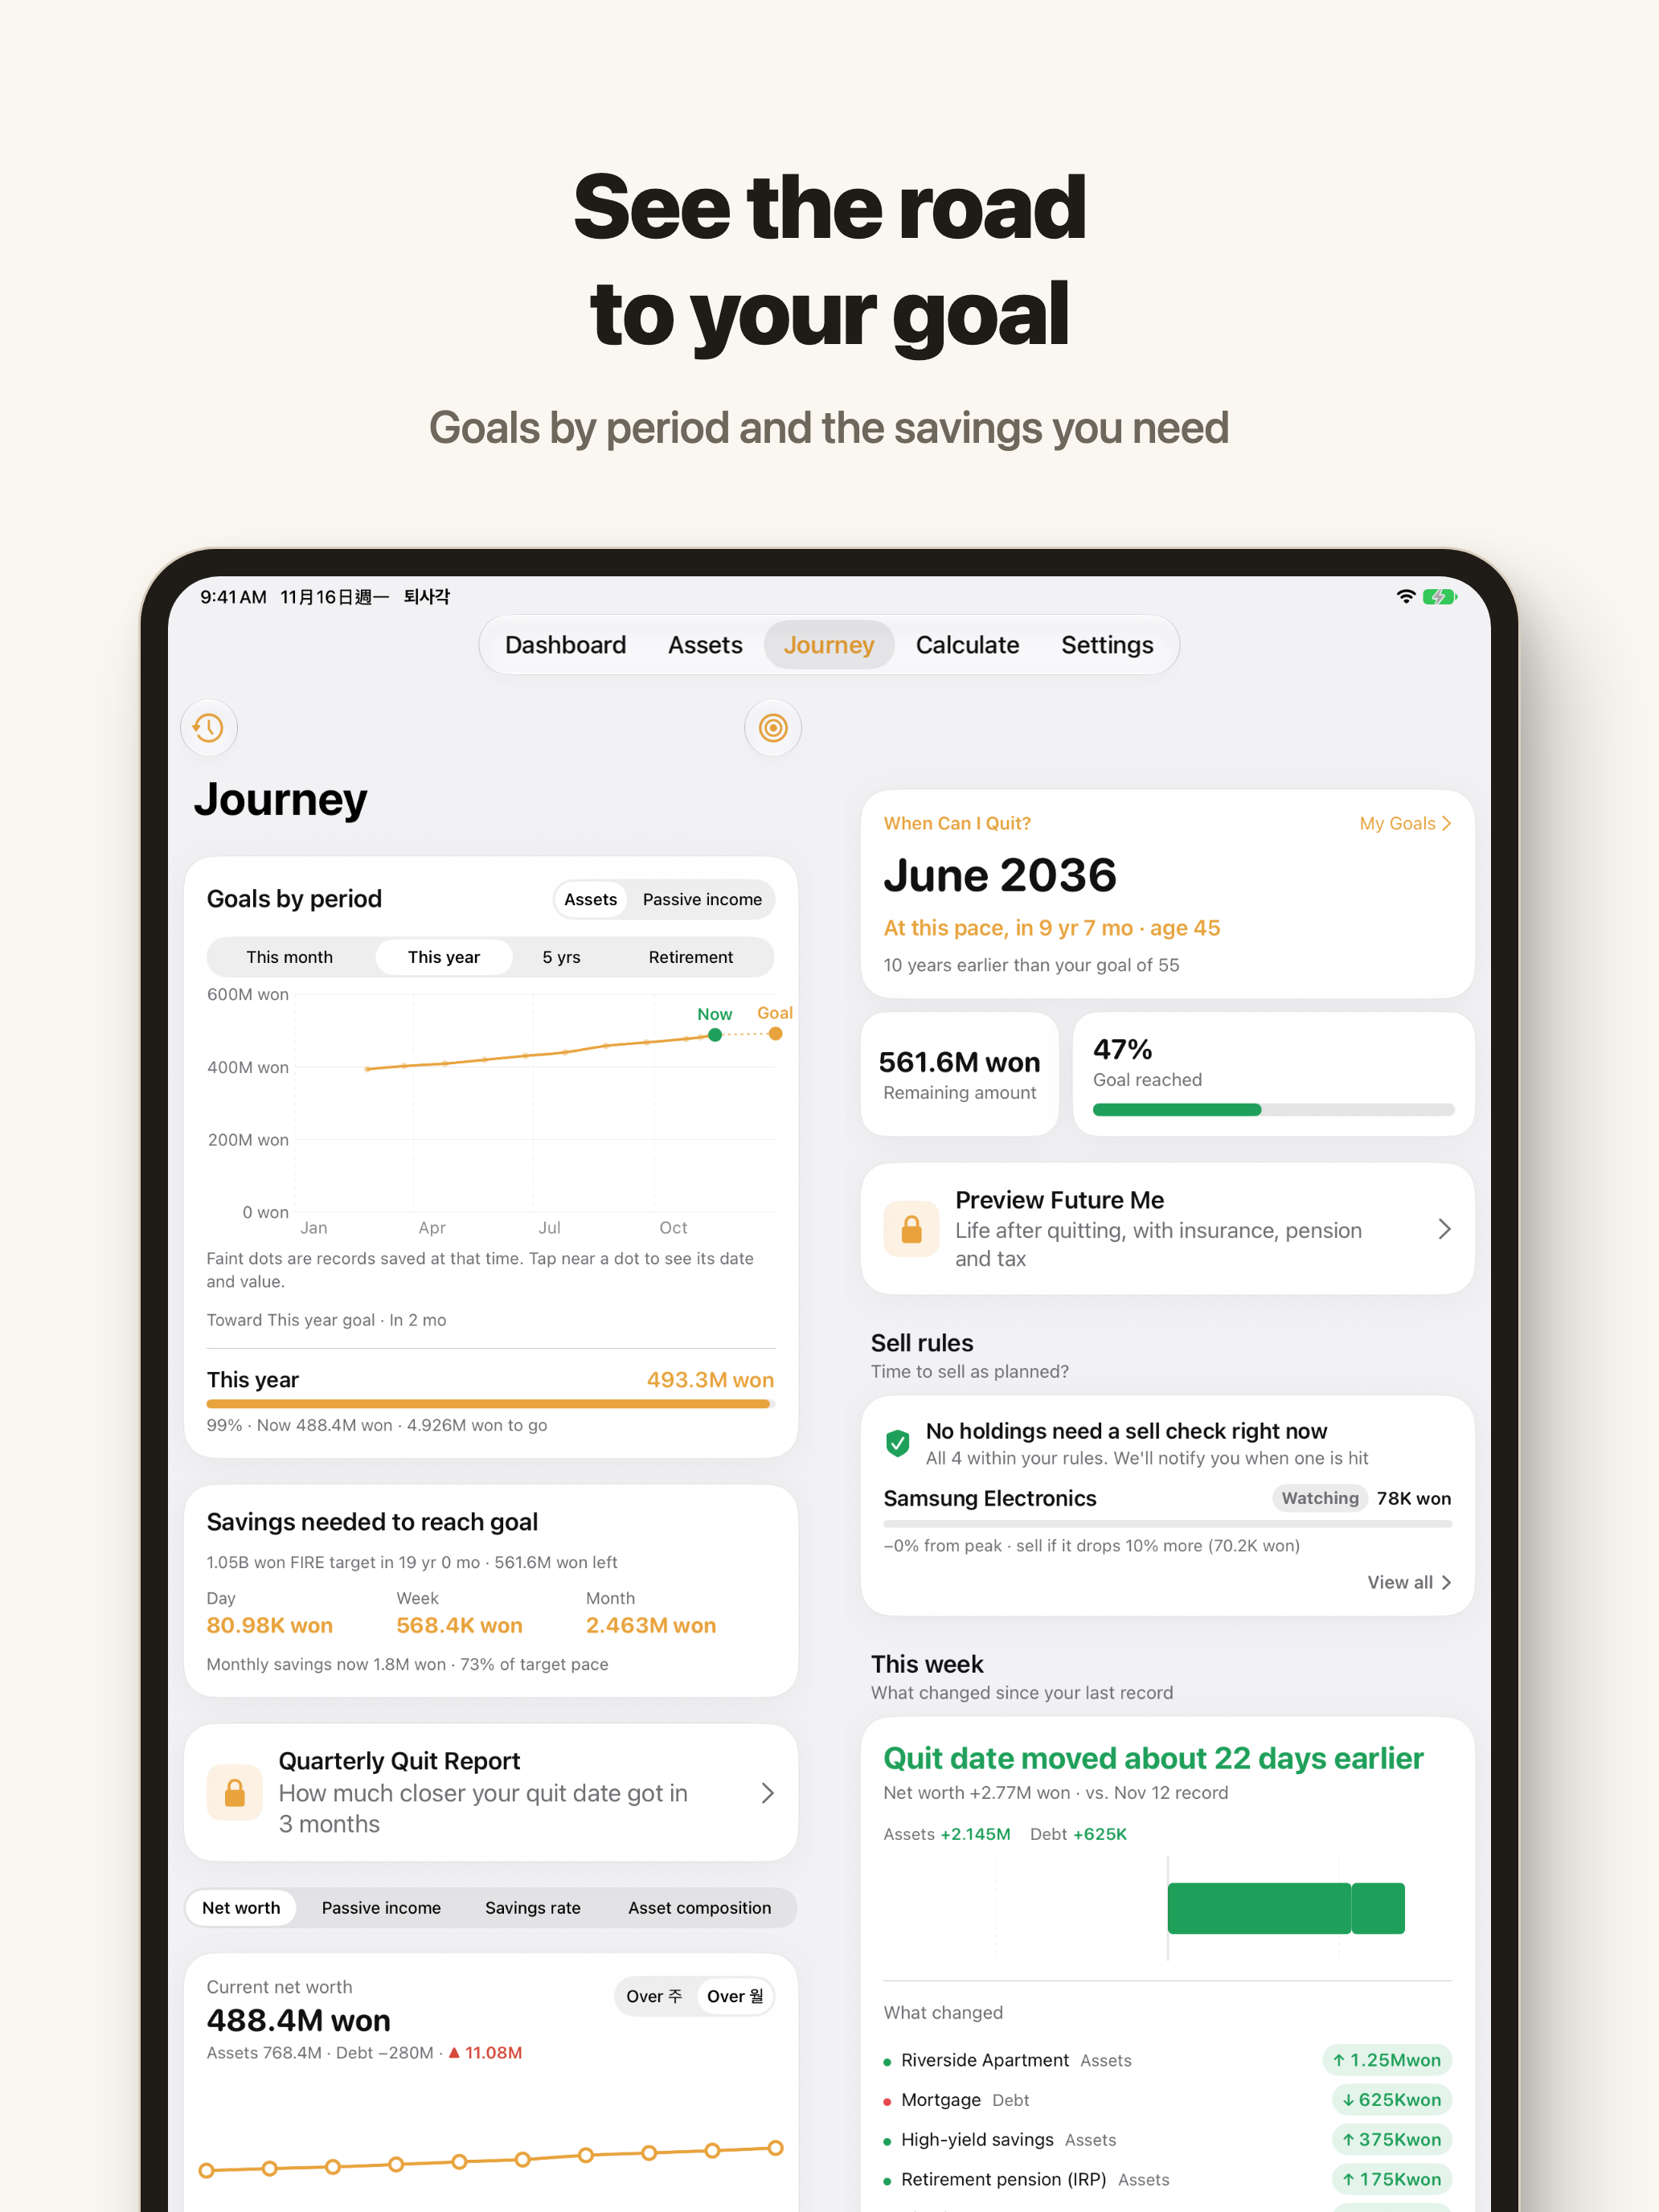 See the road
to your goal
Goals by period and the savings you need
9:41 AM 11月16日週一 퇴사각
Dashboard Assets Journey Calculate Settings
Journey
Goals by period
Assets Passive income
This month This year 5 yrs Retirement
600M won
400M won
200M won
0 won
Now Goal
Jan Apr Jul Oct
Faint dots are records saved at that time. Tap near a dot to see its date
and value.
Toward This year goal · In 2 mo
This year 493.3M won
99% · Now 488.4M won · 4.926M won to go
Savings needed to reach goal
1.05B won FIRE target in 19 yr 0 mo · 561.6M won left
Day Week Month
80.98K won 568.4K won 2.463M won
Monthly savings now 1.8M won · 73% of target pace
Quarterly Quit Report
How much closer your quit date got in
3 months
Net worth Passive income Savings rate Asset composition
Current net worth
488.4M won
Over 주 Over 월
Assets 768.4M · Debt −280M · ▲ 11.08M
When Can I Quit? My Goals
June 2036
At this pace, in 9 yr 7 mo · age 45
10 years earlier than your goal of 55
561.6M won
Remaining amount
47%
Goal reached
Preview Future Me
Life after quitting, with insurance, pension
and tax
Sell rules
Time to sell as planned?
No holdings need a sell check right now
All 4 within your rules. We'll notify you when one is hit
Samsung Electronics Watching 78K won
−0% from peak · sell if it drops 10% more (70.2K won)
View all
This week
What changed since your last record
Quit date moved about 22 days earlier
Net worth +2.77M won · vs. Nov 12 record
Assets +2.145M Debt +625K
What changed
Riverside Apartment Assets ↑ 1.25Mwon
Mortgage Debt ↓ 625Kwon
High-yield savings Assets ↑ 375Kwon
Retirement pension (IRP) Assets ↑ 175Kwon